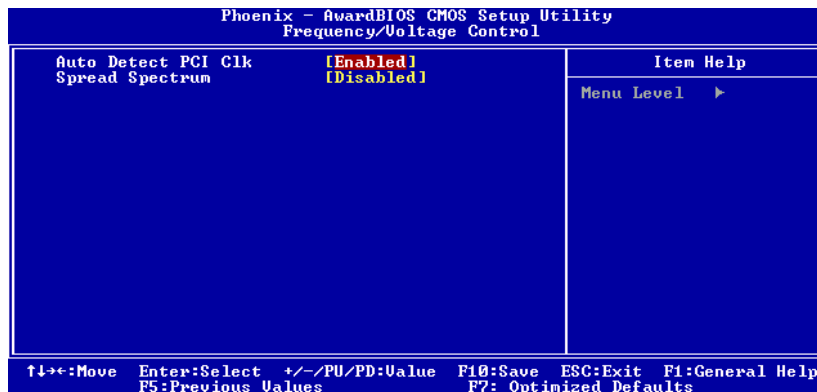 Phoenix - AwardBIOS CMOS Setup Utility
Frequency/Voltage Control
Auto Detect PCI Clk [Enabled]
Spread Spectrum [Disabled]
Item Help
Menu Level ►
↑↓→←:Move Enter:Select +/-/PU/PD:Value F10:Save ESC:Exit F1:General Help
F5:Previous Values F7: Optimized Defaults